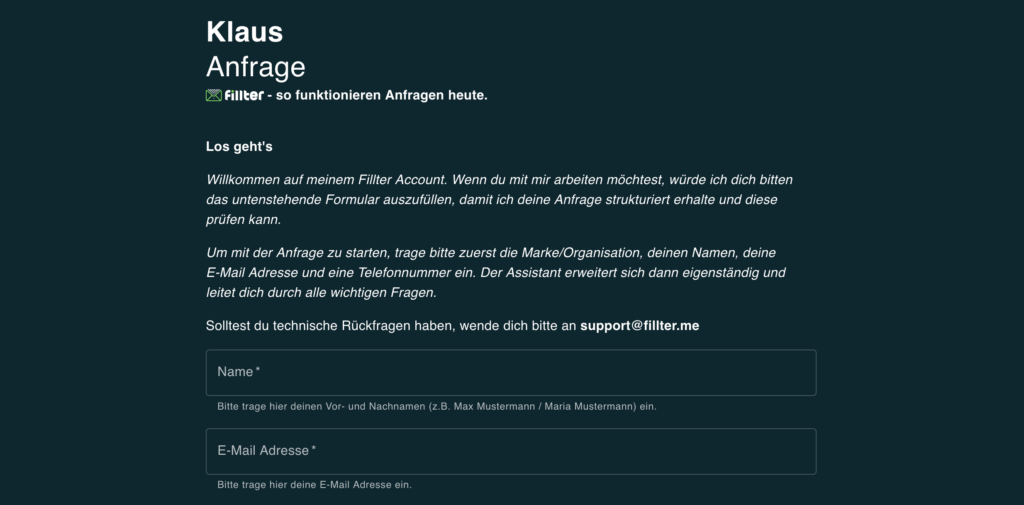 Klaus
Anfrage
fillter - so funktionieren Anfragen heute.
Los geht's
Willkommen auf meinem Fillter Account. Wenn du mit mir arbeiten möchtest, würde ich dich bitten
das untenstehende Formular auszufüllen, damit ich deine Anfrage strukturiert erhalte und diese
prüfen kann.
Um mit der Anfrage zu starten, trage bitte zuerst die Marke/Organisation, deinen Namen, deine
E-Mail Adresse und eine Telefonnummer ein. Der Assistant erweitert sich dann eigenständig und
leitet dich durch alle wichtigen Fragen.
Solltest du technische Rückfragen haben, wende dich bitte an support@fillter.me
Name *
Bitte trage hier deinen Vor- und Nachnamen (z.B. Max Mustermann / Maria Mustermann) ein.
E-Mail Adresse *
Bitte trage hier deine E-Mail Adresse ein.